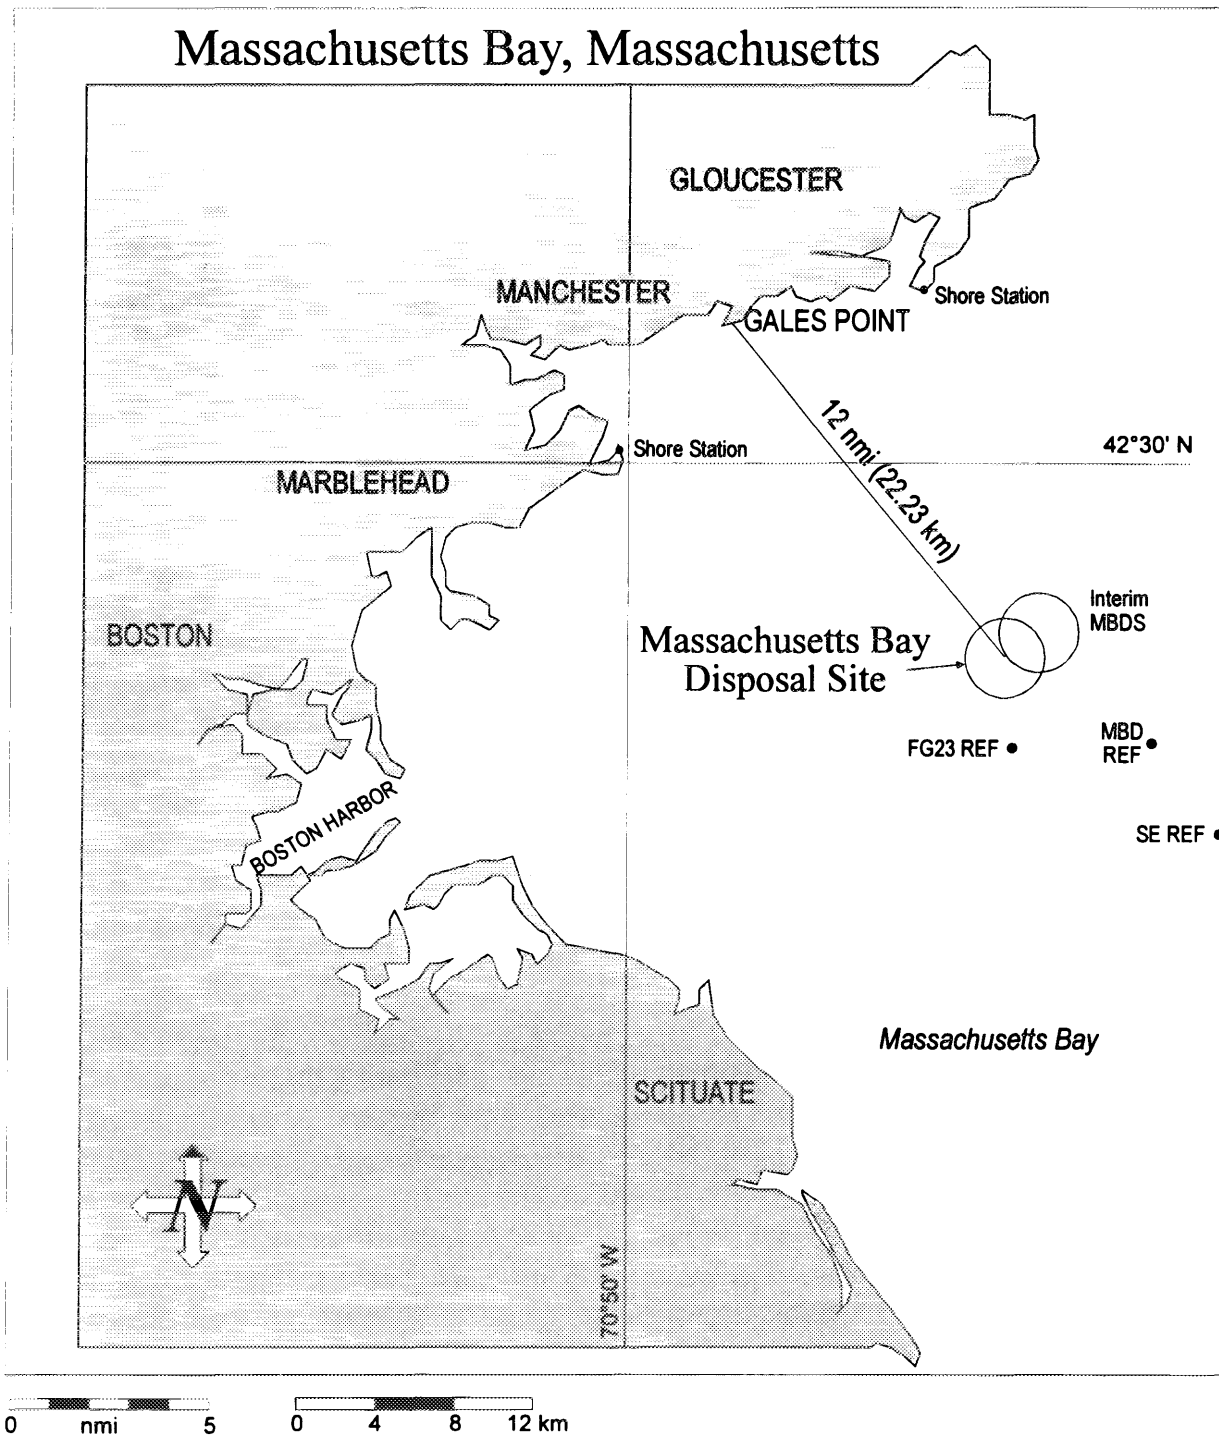 Massachusetts Bay, Massachusetts
GLOUCESTER
MANCHESTER
Shore Station
GALES POINT
12 nmi (22.23 km)
42°30' N
Shore Station
MARBLEHEAD
Interim
MBDS
BOSTON
Massachusetts Bay
Disposal Site
FG23 REF
MBD
REF
BOSTON HARBOR
SE REF
Massachusetts Bay
SCITUATE
N
70°50' W
0 nmi 5
0 4 8 12 km